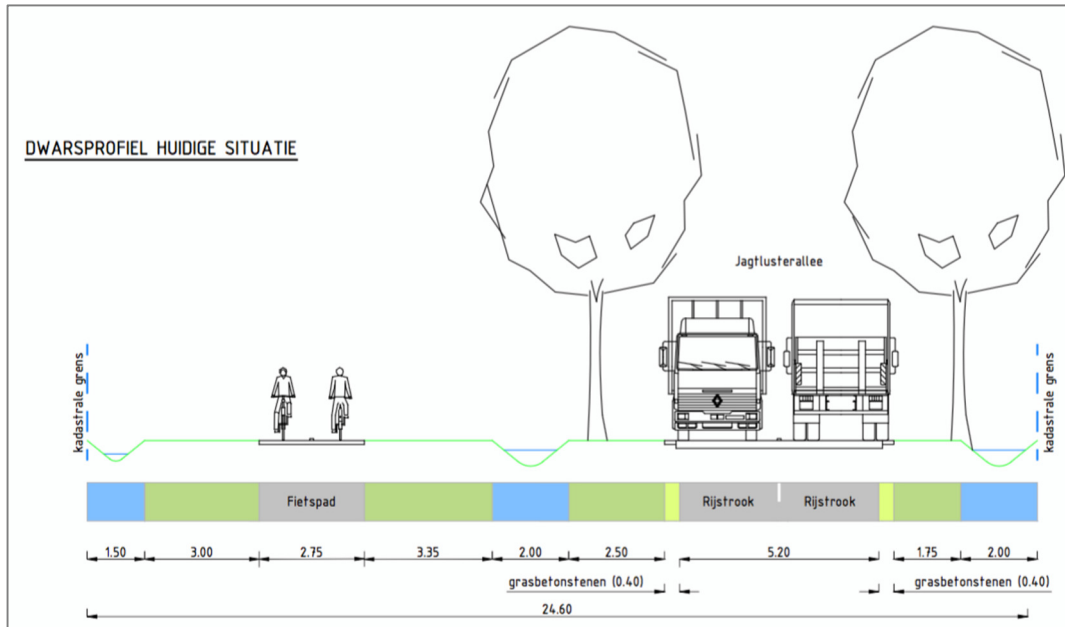 DWARSPROFIEL HUIDIGE SITUATIE
Jagtlusterallee
kadastrale grens
kadastrale grens
Fietspad
Rijstrook
Rijstrook
1.50
3.00
2.75
3.35
2.00
2.50
5.20
1.75
2.00
grasbetonstenen (0.40)
grasbetonstenen (0.40)
24.60